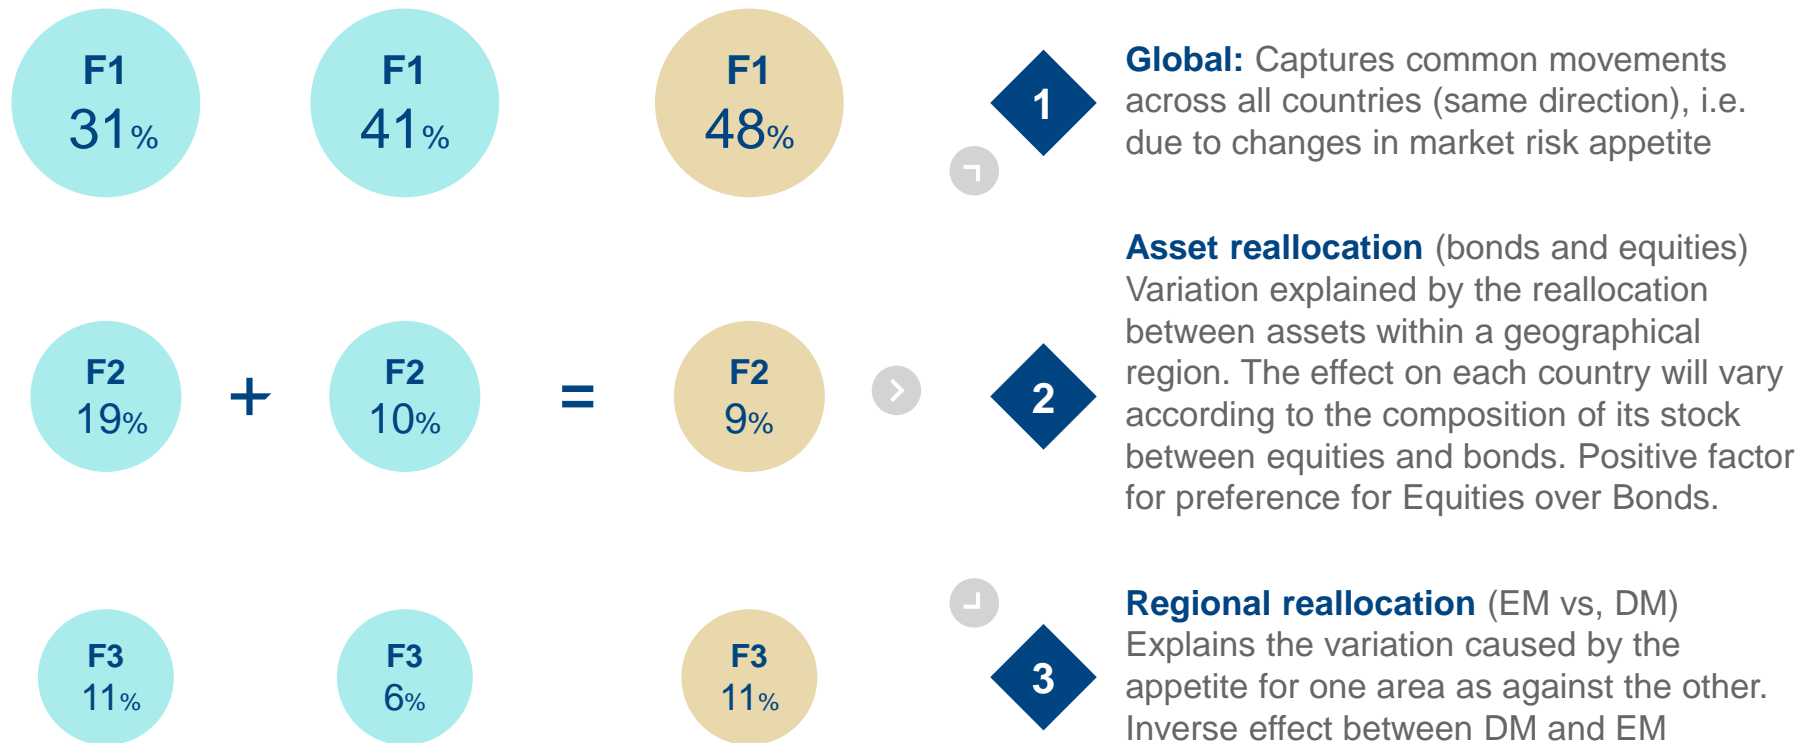 F1
31%
F1
41%
F1
48%
1
Global: Captures common movements
across all countries (same direction), i.e.
due to changes in market risk appetite
F2
19%
+
F2
10%
=
F2
9%
2
Asset reallocation (bonds and equities)
Variation explained by the reallocation
between assets within a geographical
region. The effect on each country will vary
according to the composition of its stock
between equities and bonds. Positive factor
for preference for Equities over Bonds.
F3
11%
F3
6%
F3
11%
3
Regional reallocation (EM vs, DM)
Explains the variation caused by the
appetite for one area as against the other.
Inverse effect between DM and EM